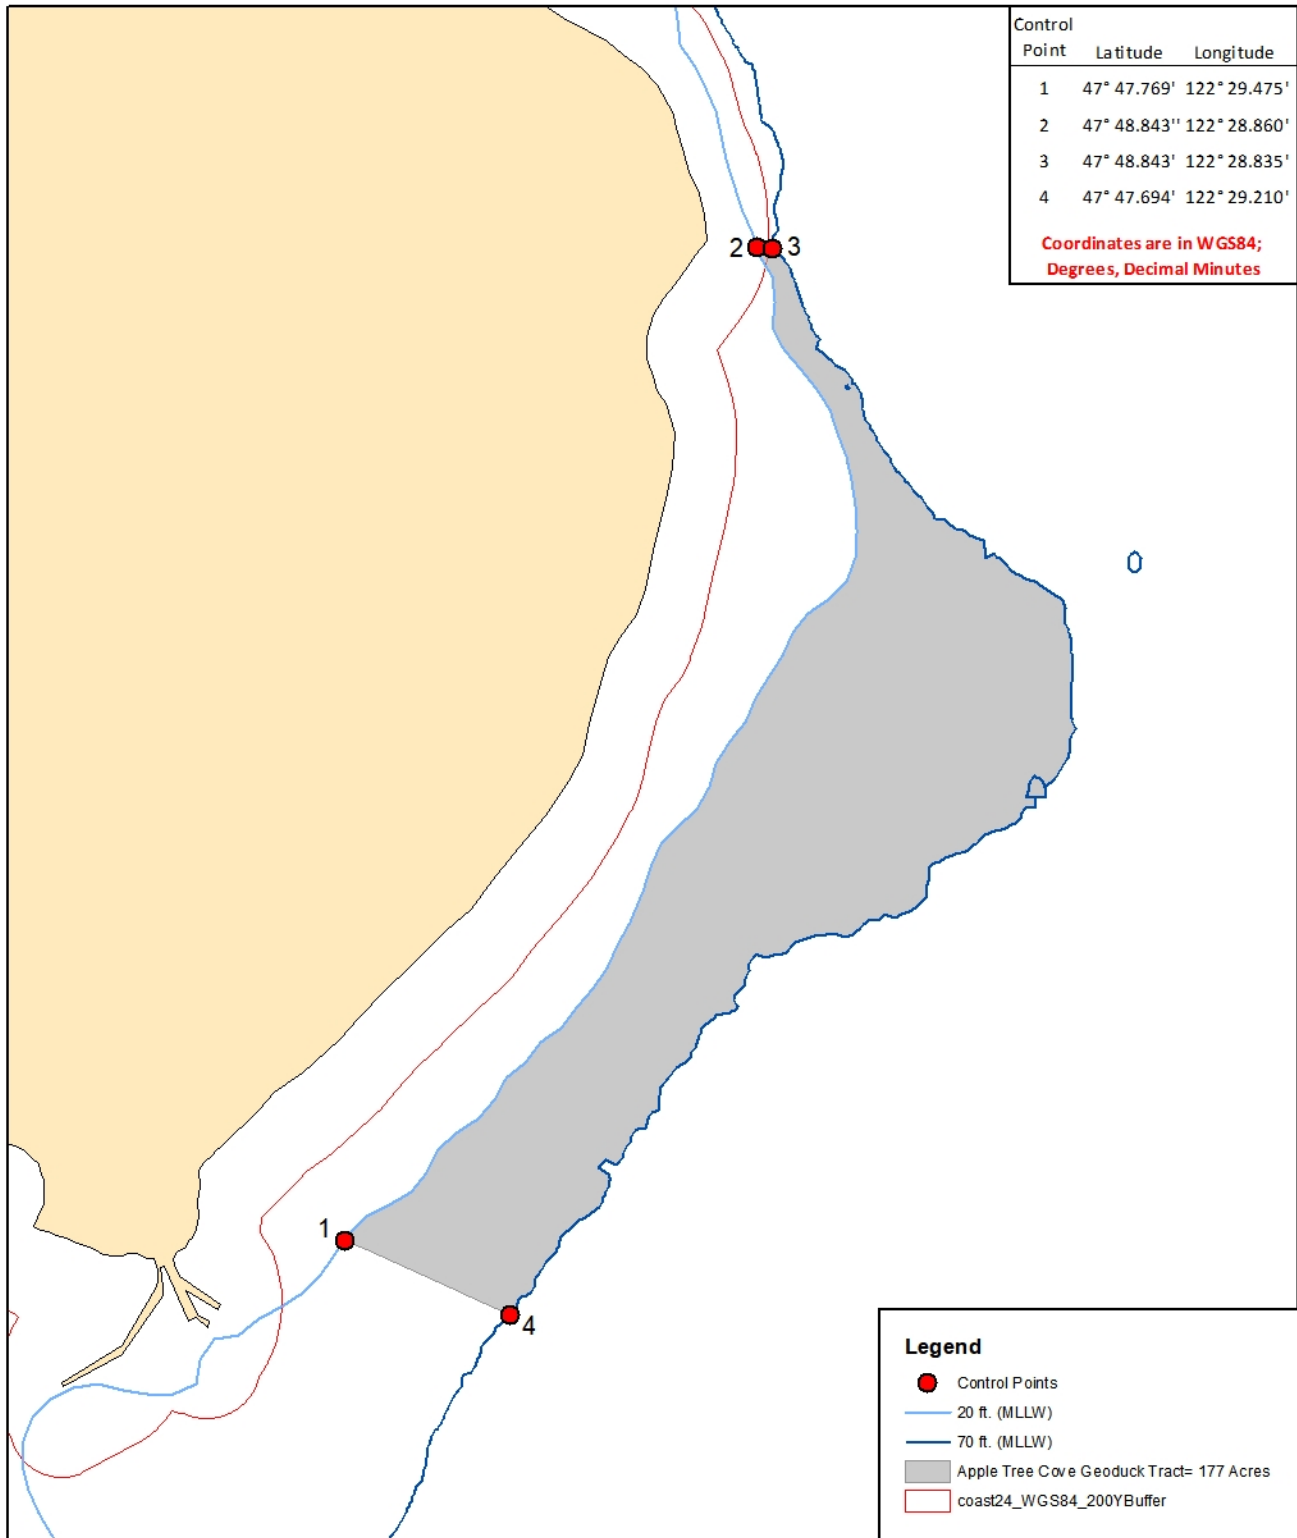 Control
Point Latitude Longitude
1 47° 47.769' 122° 29.475'
2 47° 48.843'' 122° 28.860'
3 47° 48.843' 122° 28.835'
4 47° 47.694' 122° 29.210'
Coordinates are in WGS84;
Degrees, Decimal Minutes
2 3
1
4
Legend
Control Points
20 ft. (MLLW)
70 ft. (MLLW)
Apple Tree Cove Geoduck Tract= 177 Acres
coast24_WGS84_200YBuffer